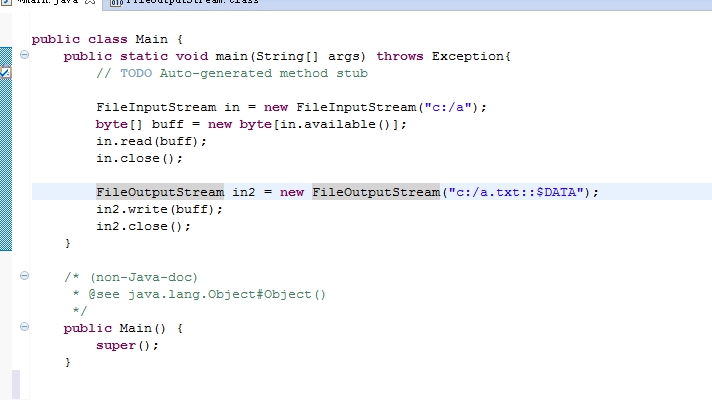 *main.java FileOutputStream.class
public class Main {
public static void main(String[] args) throws Exception{
// TODO Auto-generated method stub
FileInputStream in = new FileInputStream("c:/a");
byte[] buff = new byte[in.available()];
in.read(buff);
in.close();
FileOutputStream in2 = new FileOutputStream("c:/a.txt::$DATA");
in2.write(buff);
in2.close();
}
/* (non-Java-doc)
* @see java.lang.Object#Object()
*/
public Main() {
super();
}